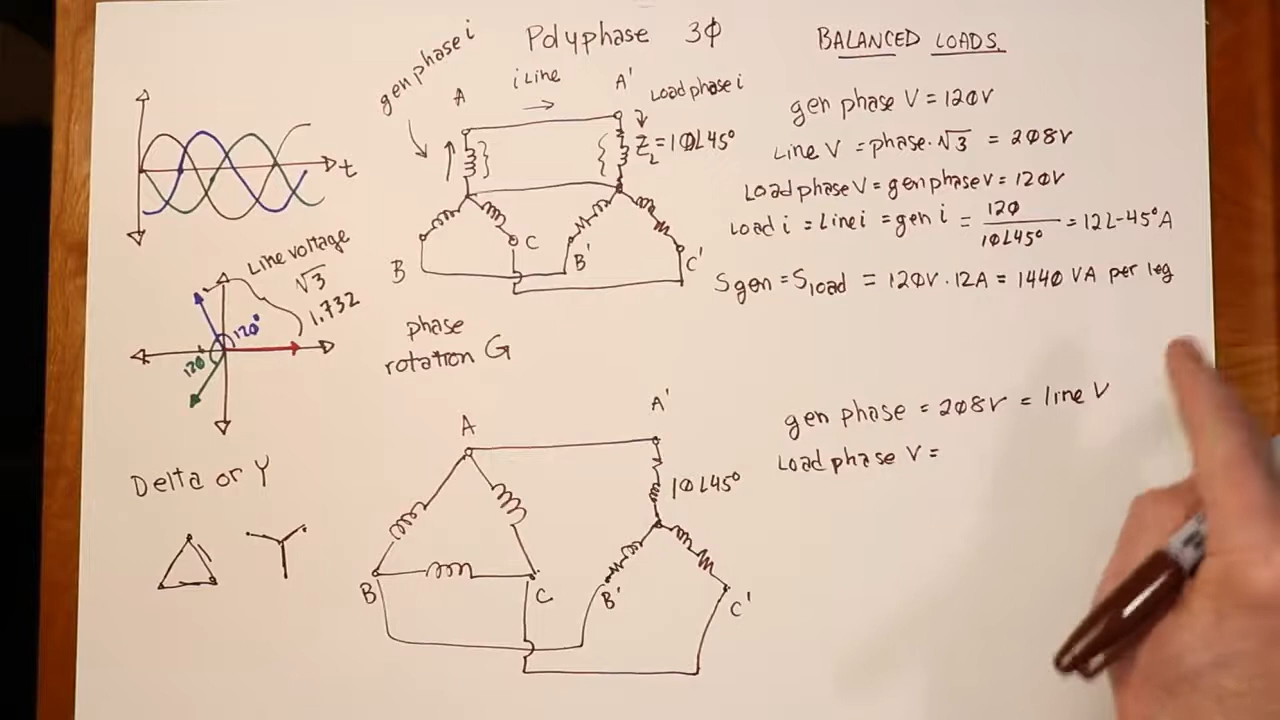 Polyphase 3ϕ
BALANCED LOADS.
gen phase i
i Line
A
A'
Load phase i
Z_L = 10∠45°
t
B
C
B'
C'
gen phase V = 120V
Line V = phase · √3 = 208V
Load phase V = gen phase V = 120V
Load i = Line i = gen i = 120 / 10∠45° = 12∠-45° A
Sgen = Sload = 120V · 12A = 1440 VA per leg
Line voltage
√3
1.732
120°
120
phase
rotation G
Delta or Y
A
A'
10∠45°
B
C
B'
C'
gen phase = 208V = line V
Load phase V =